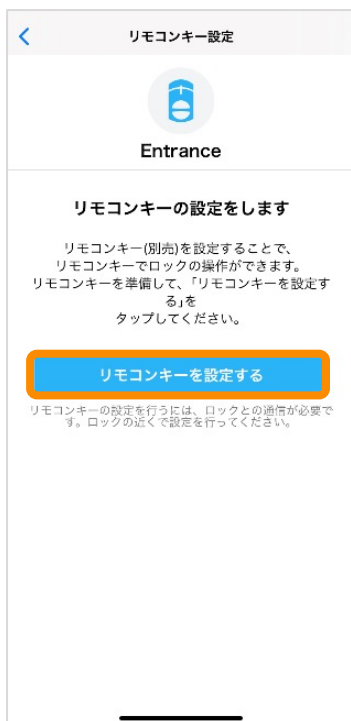 リモコンキー設定
Entrance
リモコンキーの設定をします
リモコンキー(別売)を設定することで、
リモコンキーでロックの操作ができます。
リモコンキーを準備して、「リモコンキーを設定す
る」を
タップしてください。
リモコンキーを設定する
リモコンキーの設定を行うには、ロックとの通信が必要で
す。ロックの近くで設定を行ってください。